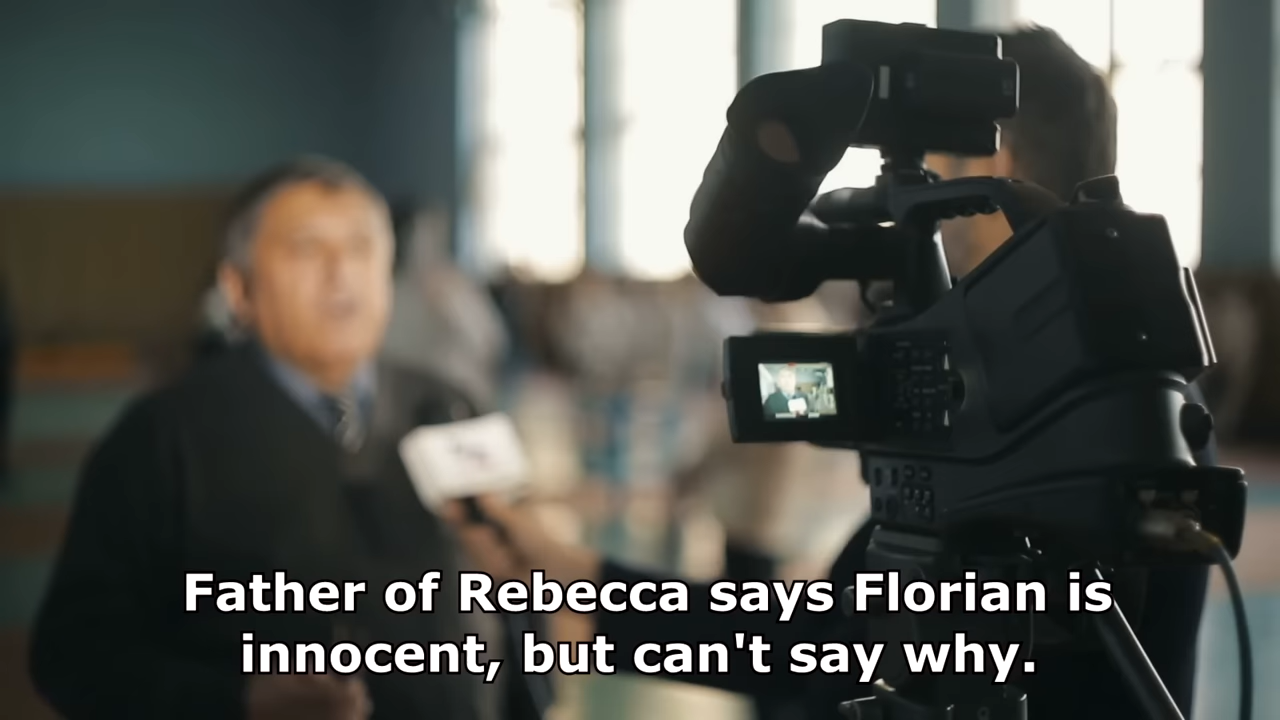 Father of Rebecca says Florian is
innocent, but can't say why.